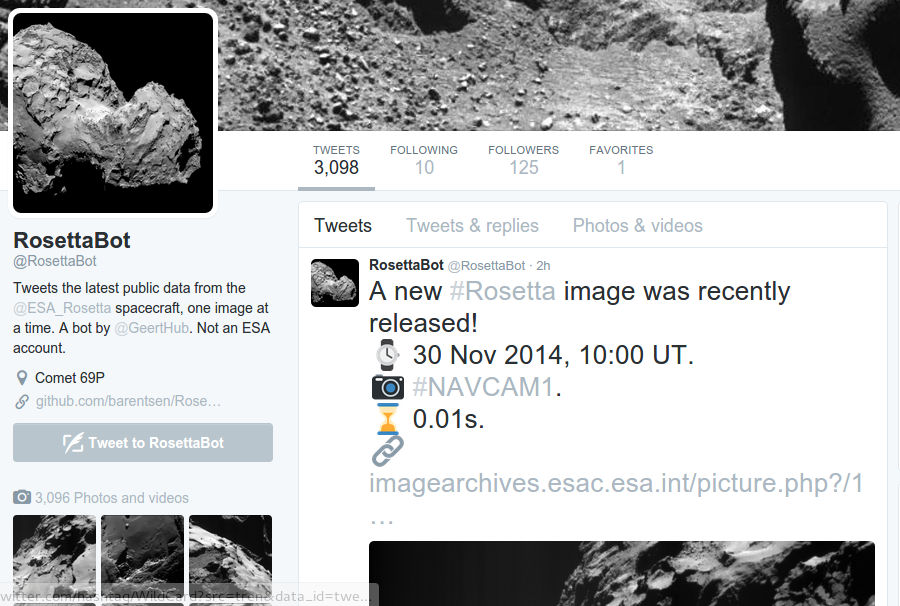 TWEETS FOLLOWING FOLLOWERS FAVORITES
3,098 10 125 1
RosettaBot
@RosettaBot
Tweets the latest public data from the
@ESA_Rosetta spacecraft, one image at
a time. A bot by @GeertHub. Not an ESA
account.
Comet 69P
github.com/barentsen/Rose…
Tweet to RosettaBot
3,096 Photos and videos
Tweets Tweets & replies Photos & videos
RosettaBot @RosettaBot · 2h
A new #Rosetta image was recently
released!
30 Nov 2014, 10:00 UT.
#NAVCAM1.
0.01s.
imagearchives.esac.esa.int/picture.php?/1
…
witter.com/hashtag/WildCard?src=tren&data_id=twe...